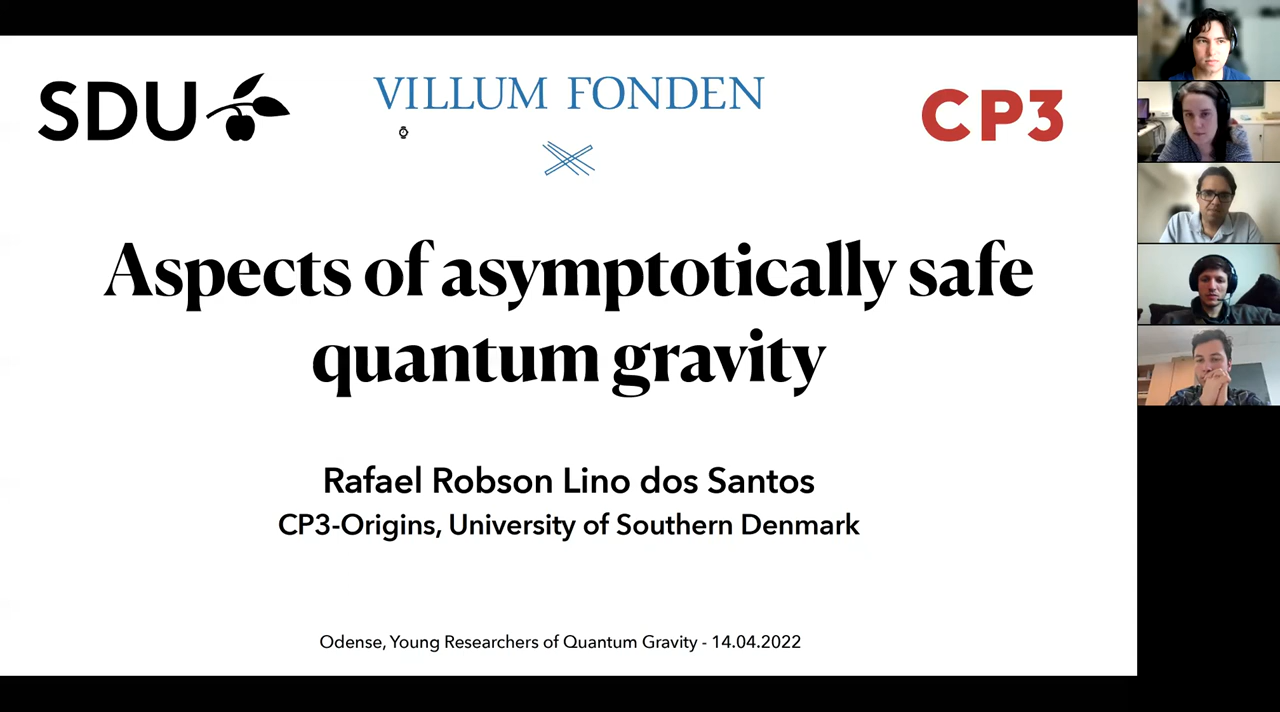 SDU
VILLUM FONDEN
CP3
Aspects of asymptotically safe
quantum gravity
Rafael Robson Lino dos Santos
CP3-Origins, University of Southern Denmark
Odense, Young Researchers of Quantum Gravity - 14.04.2022